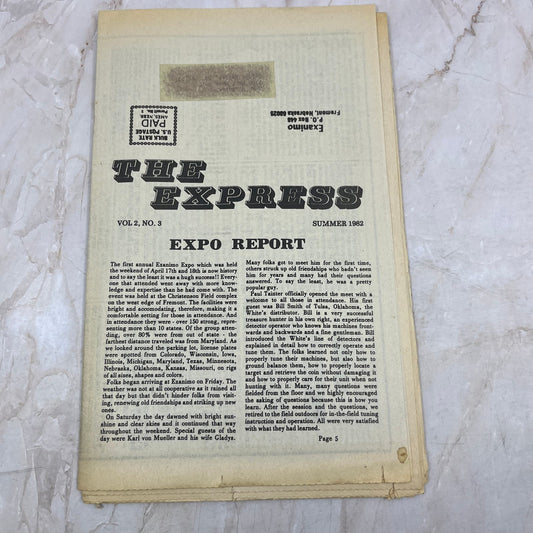 Exanimo
P.O. Box 448
Fremont, Nebraska 68025
BULK RATE
U.S. POSTAGE
PAID
AMES, NEBR.
Permit No. 1
THE
EXPRESS
VOL 2, NO. 3
SUMMER 1982
EXPO REPORT
The first annual Exanimo Expo which was held
the weekend of April 17th and 18th is now history
and to say the least it was a hugh success!! Every-
one that attended went away with more know-
ledge and expertise than he had come with. The
event was held at the Christenson Field complex
on the west edge of Fremont. The facilities were
bright and accomodating, therefore, making it a
comfortable setting for those in attendance. And
in attendance they were - over 150 strong, repre-
senting more than 10 states. Of the group atten-
ding, over 80% were from out of state - the
farthest distance traveled was from Maryland. As
we looked around the parking lot, license plates
were spotted from Colorado, Wisconsin, Iowa,
Illinois, Michigan, Maryland, Texas, Minnesota,
Nebraska, Oklahoma, Kansas, Missouri, on rigs
of all sizes, shapes and colors.
Folks began arriving at Exanimo on Friday. The
weather was not all cooperative as it rained all
that day but that didn't hinder folks from visit-
ing, renewing old friendships and striking up new
ones.
On Saturday the day dawned with bright sun-
shine and clear skies and it continued that way
throughout the weekend. Special guests of the
day were Karl von Mueller and his wife Gladys.
Many folks got to meet him for the first time,
others struck up old friendships who hadn't seen
him for years and many had their questions
answered. To say the least, he was a pretty
popular guy.
Paul Tainter officially opened the meet with a
welcome to all those in attendance. His first
guest was Bill Smith of Tulsa, Oklahoma, the
White's distributor. Bill is a very successful
treasure hunter in his own right, an experienced
detector operator who knows his machine front-
wards and backwards and a fine gentleman. Bill
introduced the White's line of detectors and
explained in detail how to correctly operate and
tune them. The folks learned not only how to
properly tune their machines, but also how to
ground balance them, how to properly locate a
target and retrieve the coin without damaging it
and how to properly care for their unit when not
hunting with it. Many, many questions were
fielded from the floor and we highly encouraged
the asking of questions because this is how you
learn. After the session and the questions, we
retired to the field outdoors for in-the-field tuning
instruction and operation. All were very satisfied
with what they had learned.
Page 5